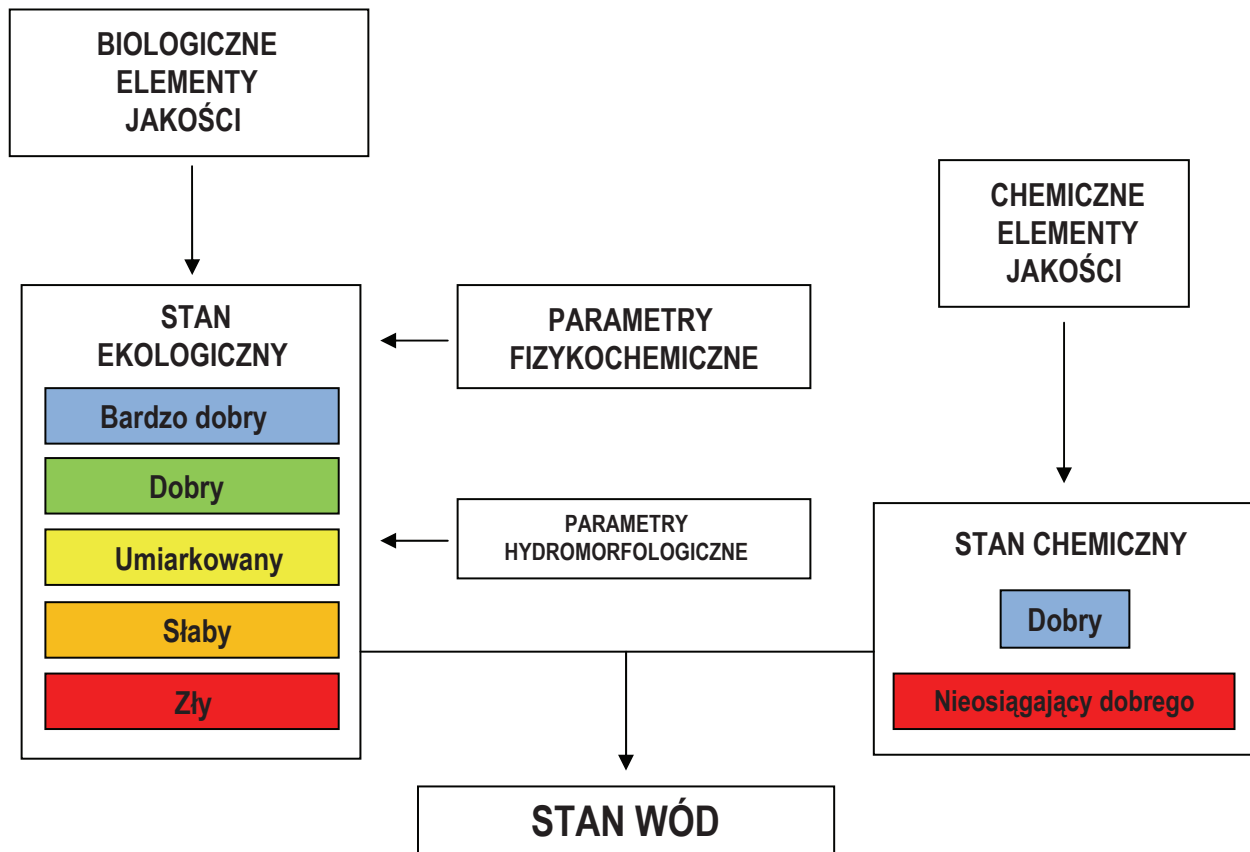 BIOLOGICZNE
ELEMENTY
JAKOŚCI
CHEMICZNE
ELEMENTY
JAKOŚCI
STAN
EKOLOGICZNY
Bardzo dobry
Dobry
Umiarkowany
Słaby
Zły
PARAMETRY
FIZYKOCHEMICZNE
PARAMETRY
HYDROMORFOLOGICZNE
STAN CHEMICZNY
Dobry
Nieosiągający dobrego
STAN WÓD